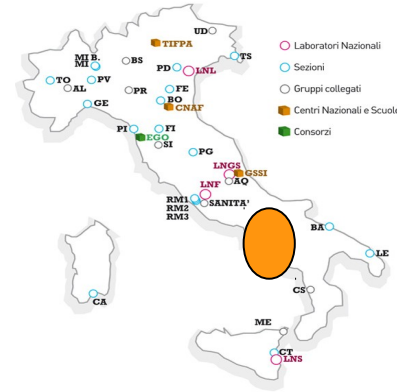 UD
TIFPA
Laboratori Nazionali
Sezioni
Gruppi collegati
Centri Nazionali e Scuole
Consorzi
MI B.
MI
BS
PD
LNL
TS
TO
AL
PV
PR
FE
BO
CNAF
GE
PI
FI
EGO
SI
PG
LNGS
GSSI
AQ
LNF
RM1
RM2
RM3
SANITA'
BA
LE
CA
CS
ME
CT
LNS